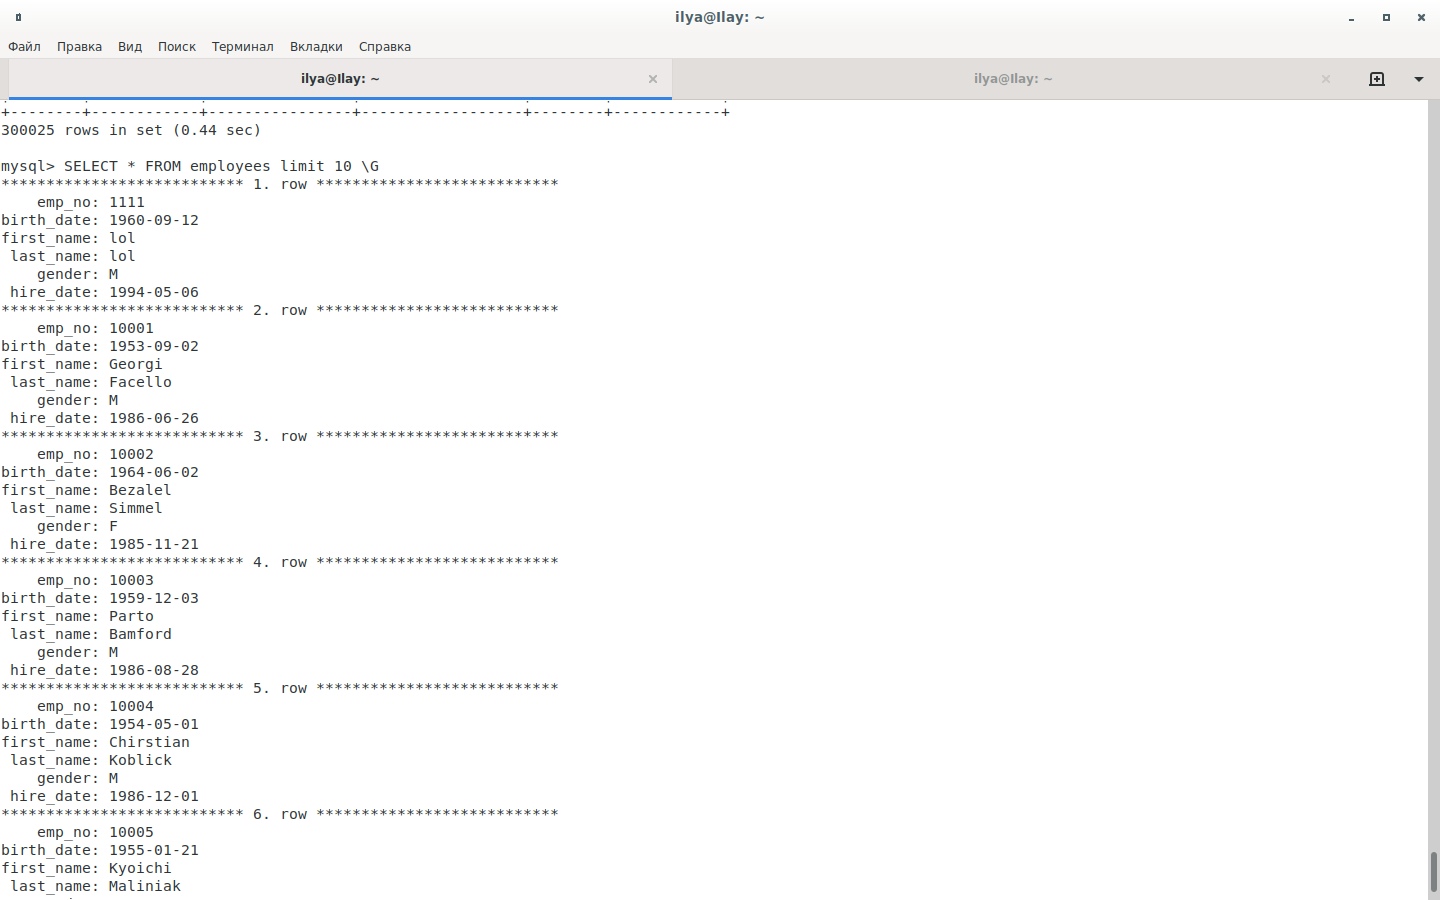 ilya@Ilay: ~
Файл Правка Вид Поиск Терминал Вкладки Справка
ilya@Ilay: ~ ilya@Ilay: ~
+--------+------------+----------------+------------------+--------+------------+
300025 rows in set (0.44 sec)
mysql> SELECT * FROM employees limit 10 \G
*************************** 1. row ***************************
emp_no: 1111
birth_date: 1960-09-12
first_name: lol
last_name: lol
gender: M
hire_date: 1994-05-06
*************************** 2. row ***************************
emp_no: 10001
birth_date: 1953-09-02
first_name: Georgi
last_name: Facello
gender: M
hire_date: 1986-06-26
*************************** 3. row ***************************
emp_no: 10002
birth_date: 1964-06-02
first_name: Bezalel
last_name: Simmel
gender: F
hire_date: 1985-11-21
*************************** 4. row ***************************
emp_no: 10003
birth_date: 1959-12-03
first_name: Parto
last_name: Bamford
gender: M
hire_date: 1986-08-28
*************************** 5. row ***************************
emp_no: 10004
birth_date: 1954-05-01
first_name: Chirstian
last_name: Koblick
gender: M
hire_date: 1986-12-01
*************************** 6. row ***************************
emp_no: 10005
birth_date: 1955-01-21
first_name: Kyoichi
last_name: Maliniak